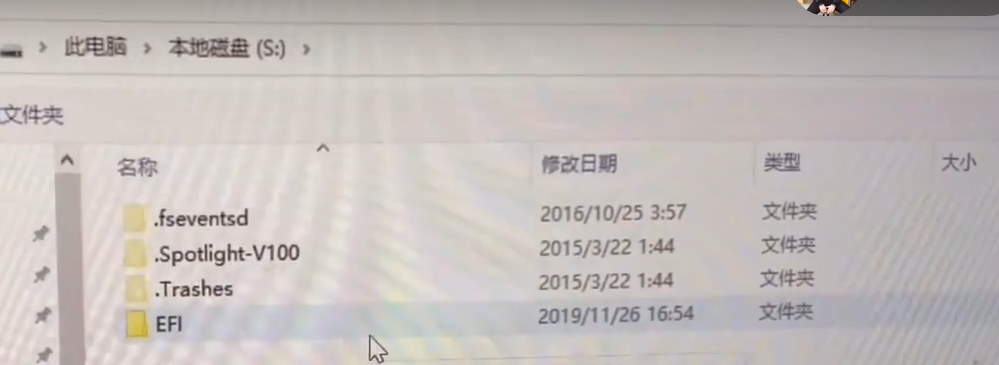 此电脑 本地磁盘 (S:)
文件夹
名称 修改日期 类型 大小
.fseventsd 2016/10/25 3:57 文件夹
.Spotlight-V100 2015/3/22 1:44 文件夹
.Trashes 2015/3/22 1:44 文件夹
EFI 2019/11/26 16:54 文件夹